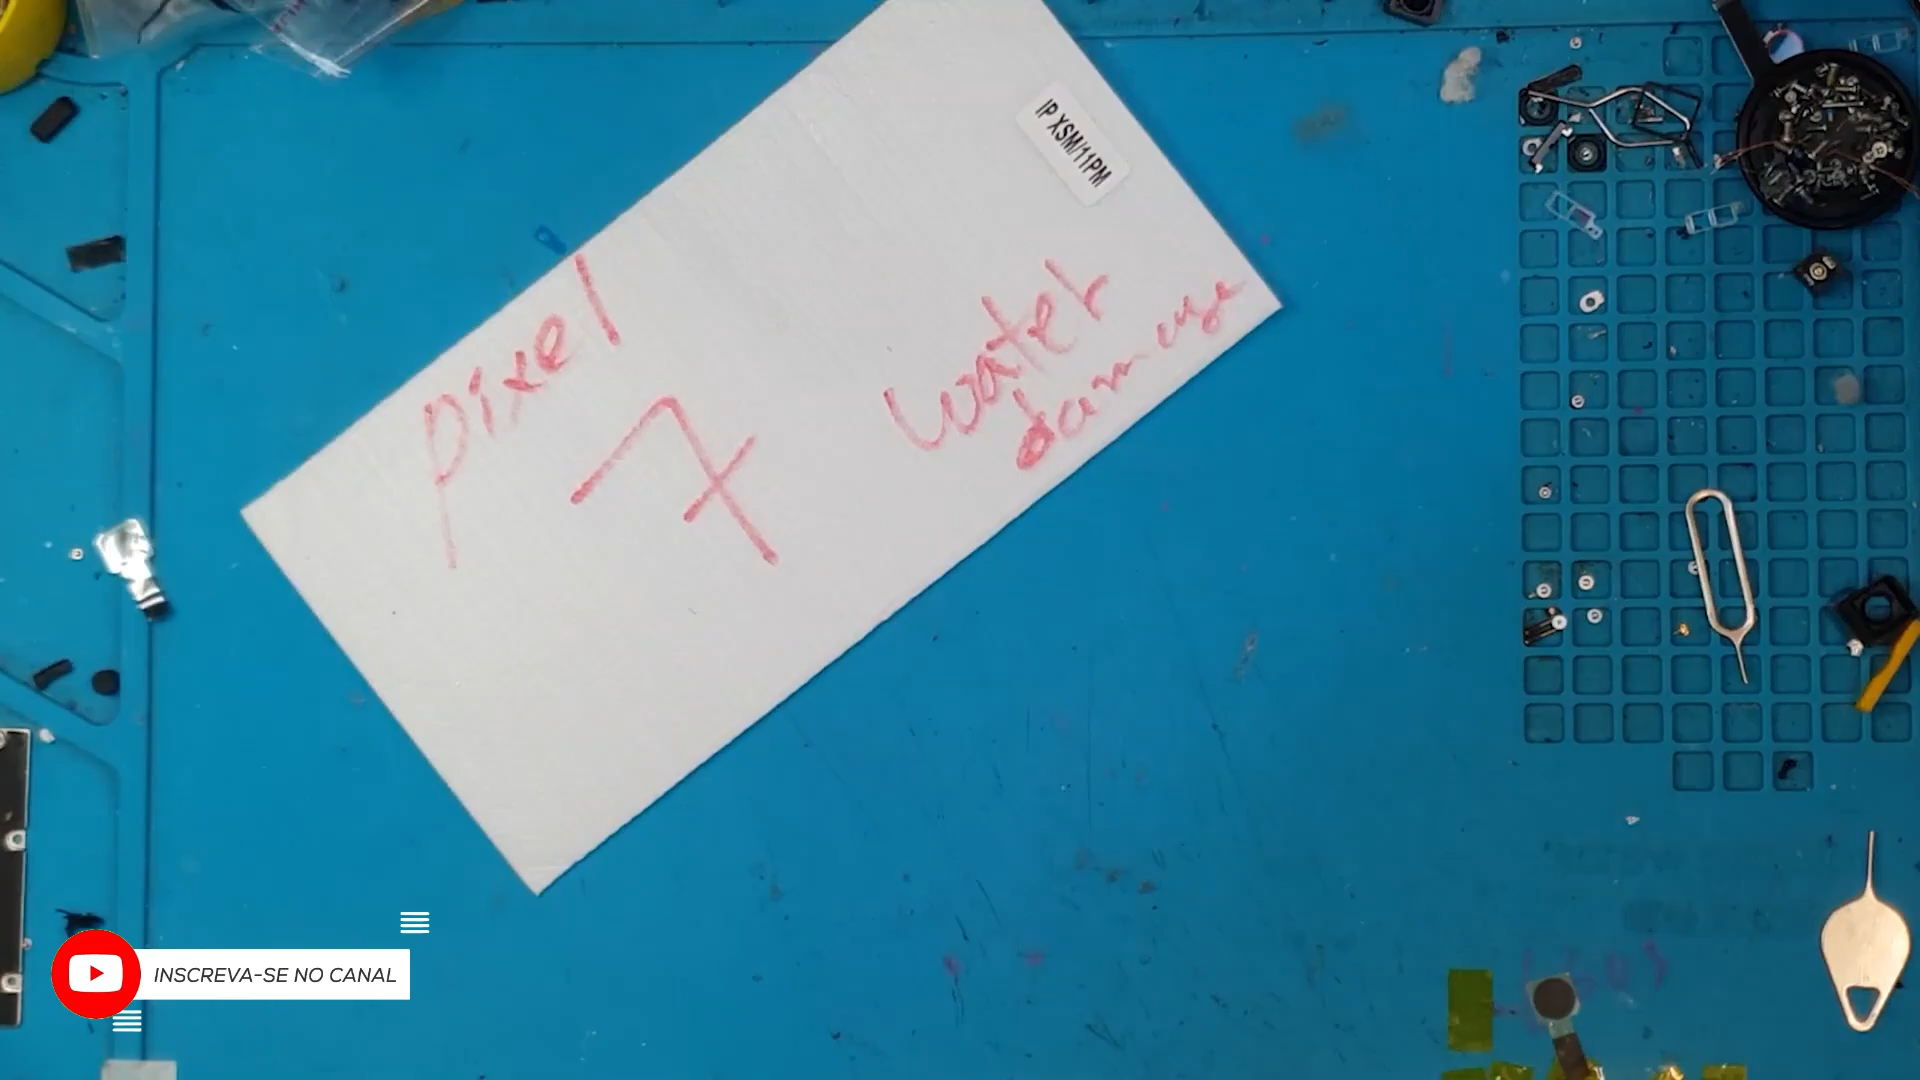 IP XSM/11PM
pixel
7
water
damage
INSCREVA-SE NO CANAL